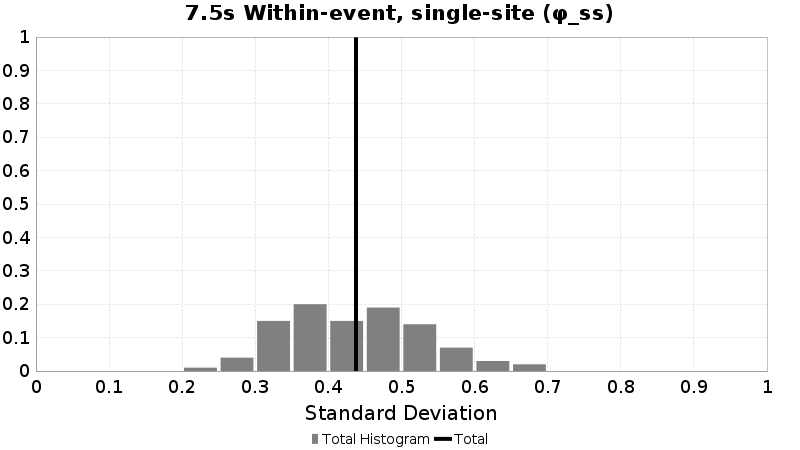 7.5s Within-event, single-site (φ_ss)
1
0.9
0.8
0.7
0.6
0.5
0.4
0.3
0.2
0.1
0
0 0.1 0.2 0.3 0.4 0.5 0.6 0.7 0.8 0.9 1
Standard Deviation
Total Histogram Total